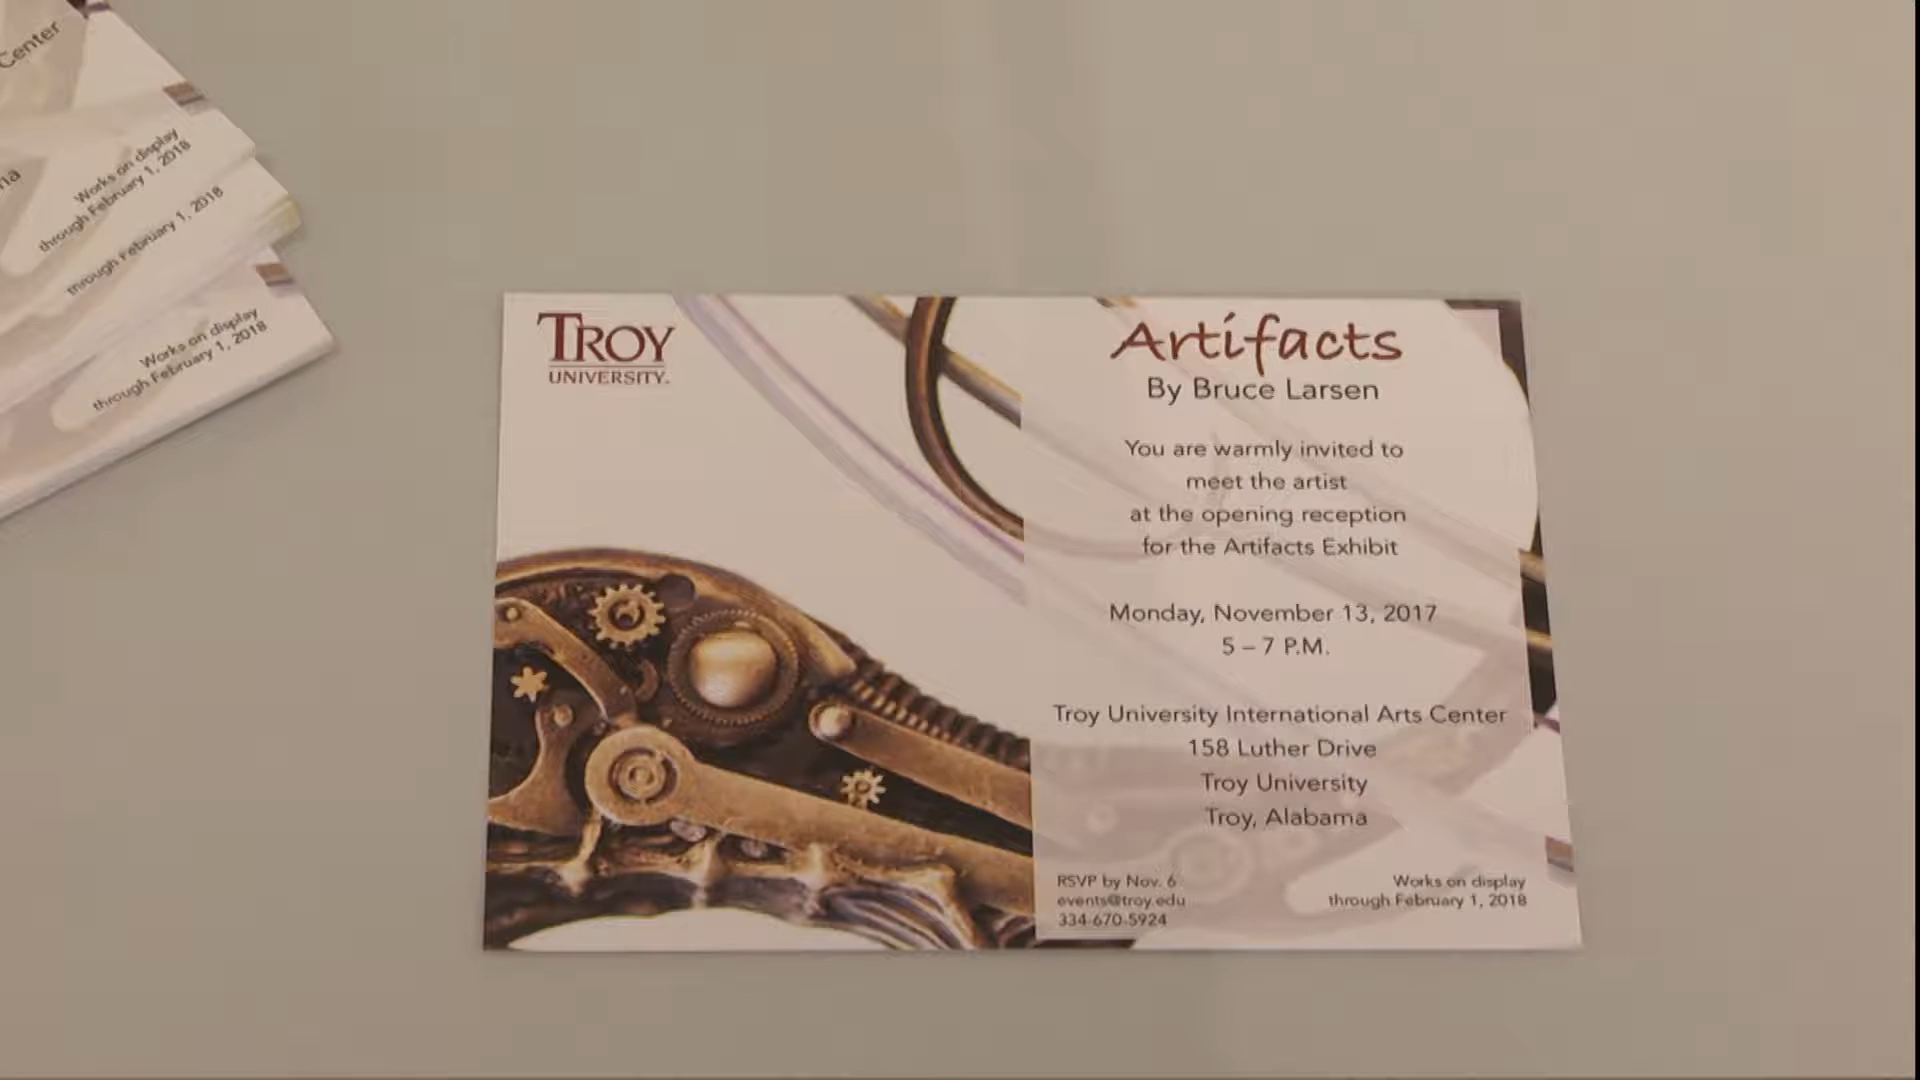 Center
Works on display
through February 1, 2018
through February 1, 2018
Works on display
through February 1, 2018
TROY
UNIVERSITY.
Artifacts
By Bruce Larsen
You are warmly invited to
meet the artist
at the opening reception
for the Artifacts Exhibit
Monday, November 13, 2017
5 – 7 P.M.
Troy University International Arts Center
158 Luther Drive
Troy University
Troy, Alabama
RSVP by Nov. 6
events@troy.edu
334-670-5924
Works on display
through February 1, 2018